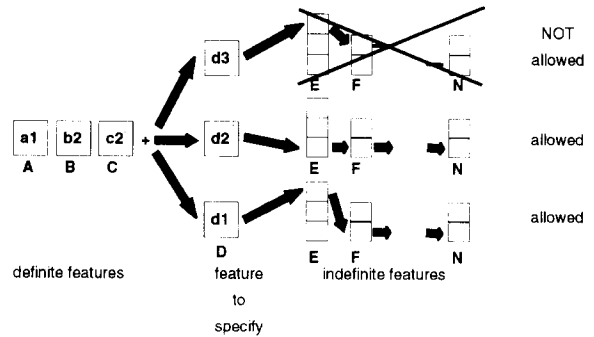 NOT
d3
allowed
E F N
a1 b2 c2 + d2
allowed
A B C
E F N
d1
allowed
D
E F N
definite features
feature
indefinite features
to
specify